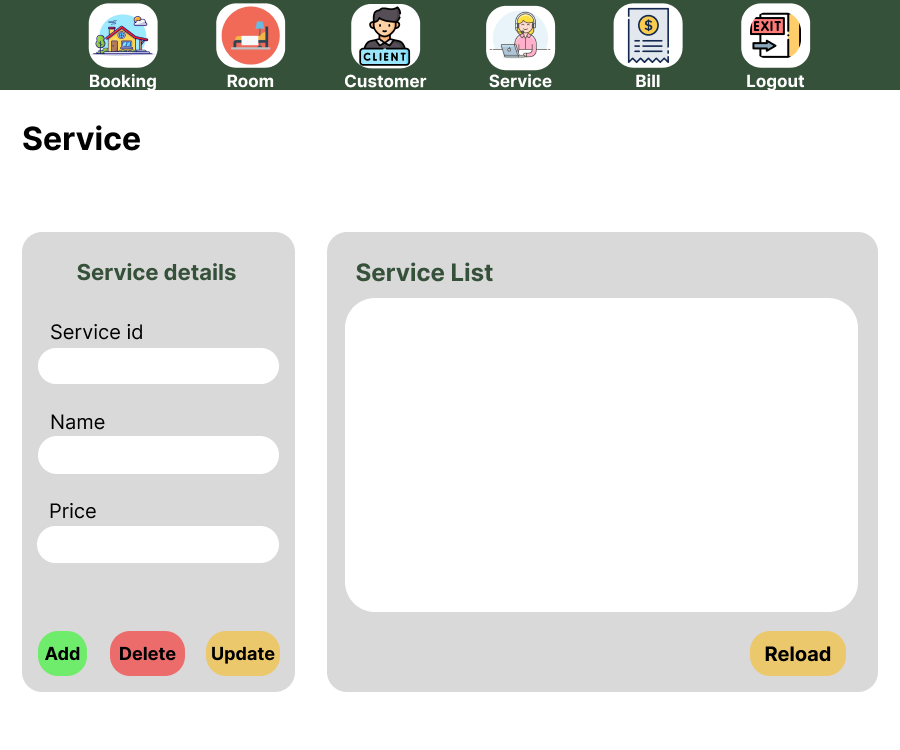 EXIT
CLIENT
$
Booking Room Customer Service Bill Logout
Service
Service details
Service id
Name
Price
Add Delete Update
Service List
Reload